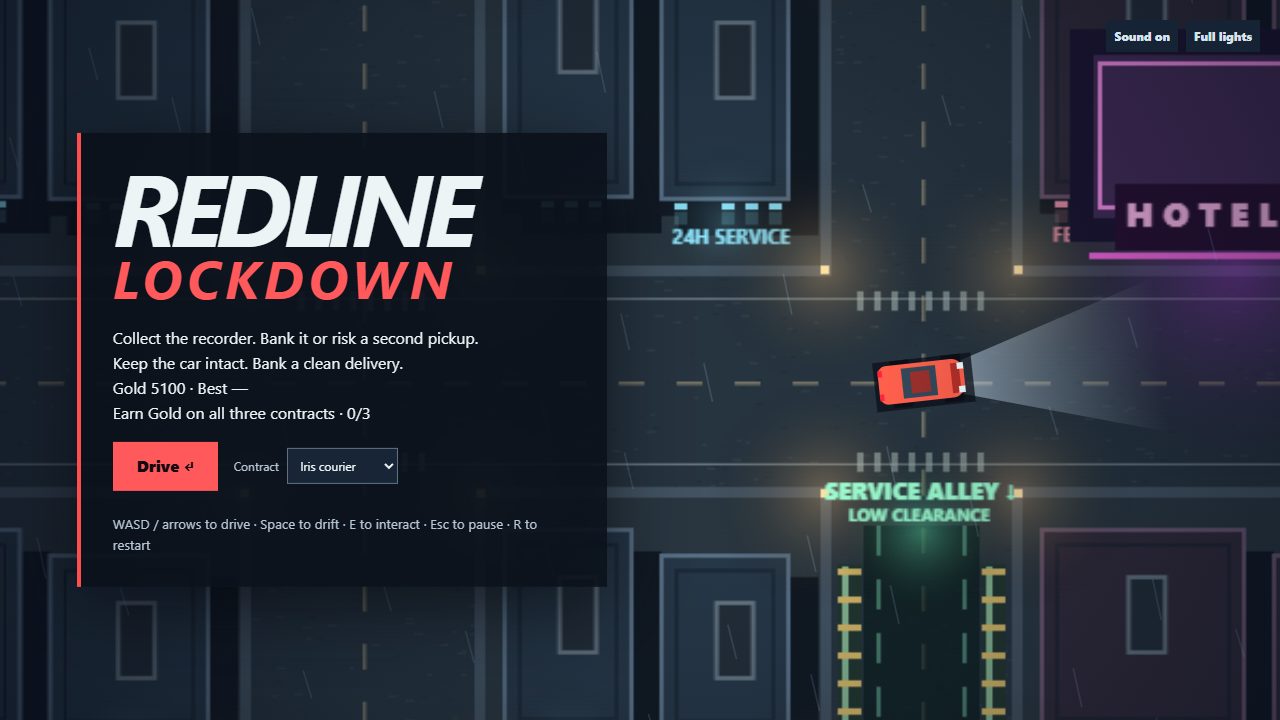 Sound on
Full lights
REDLINE
LOCKDOWN
Collect the recorder. Bank it or risk a second pickup.
Keep the car intact. Bank a clean delivery.
Gold 5100 · Best —
Earn Gold on all three contracts · 0/3
Drive ↵
Contract
Iris courier
WASD / arrows to drive · Space to drift · E to interact · Esc to pause · R to
restart
24H SERVICE
HOTEL
SERVICE ALLEY ↓
LOW CLEARANCE